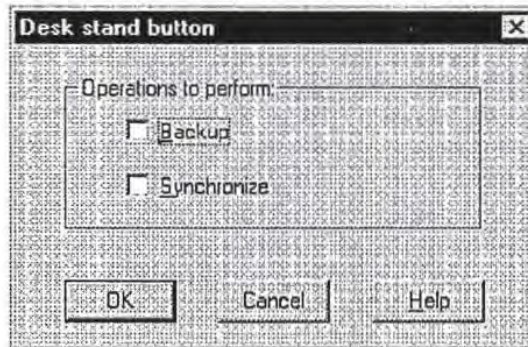 Desk stand button
Operations to perform:
Backup
Synchronize
OK Cancel Help